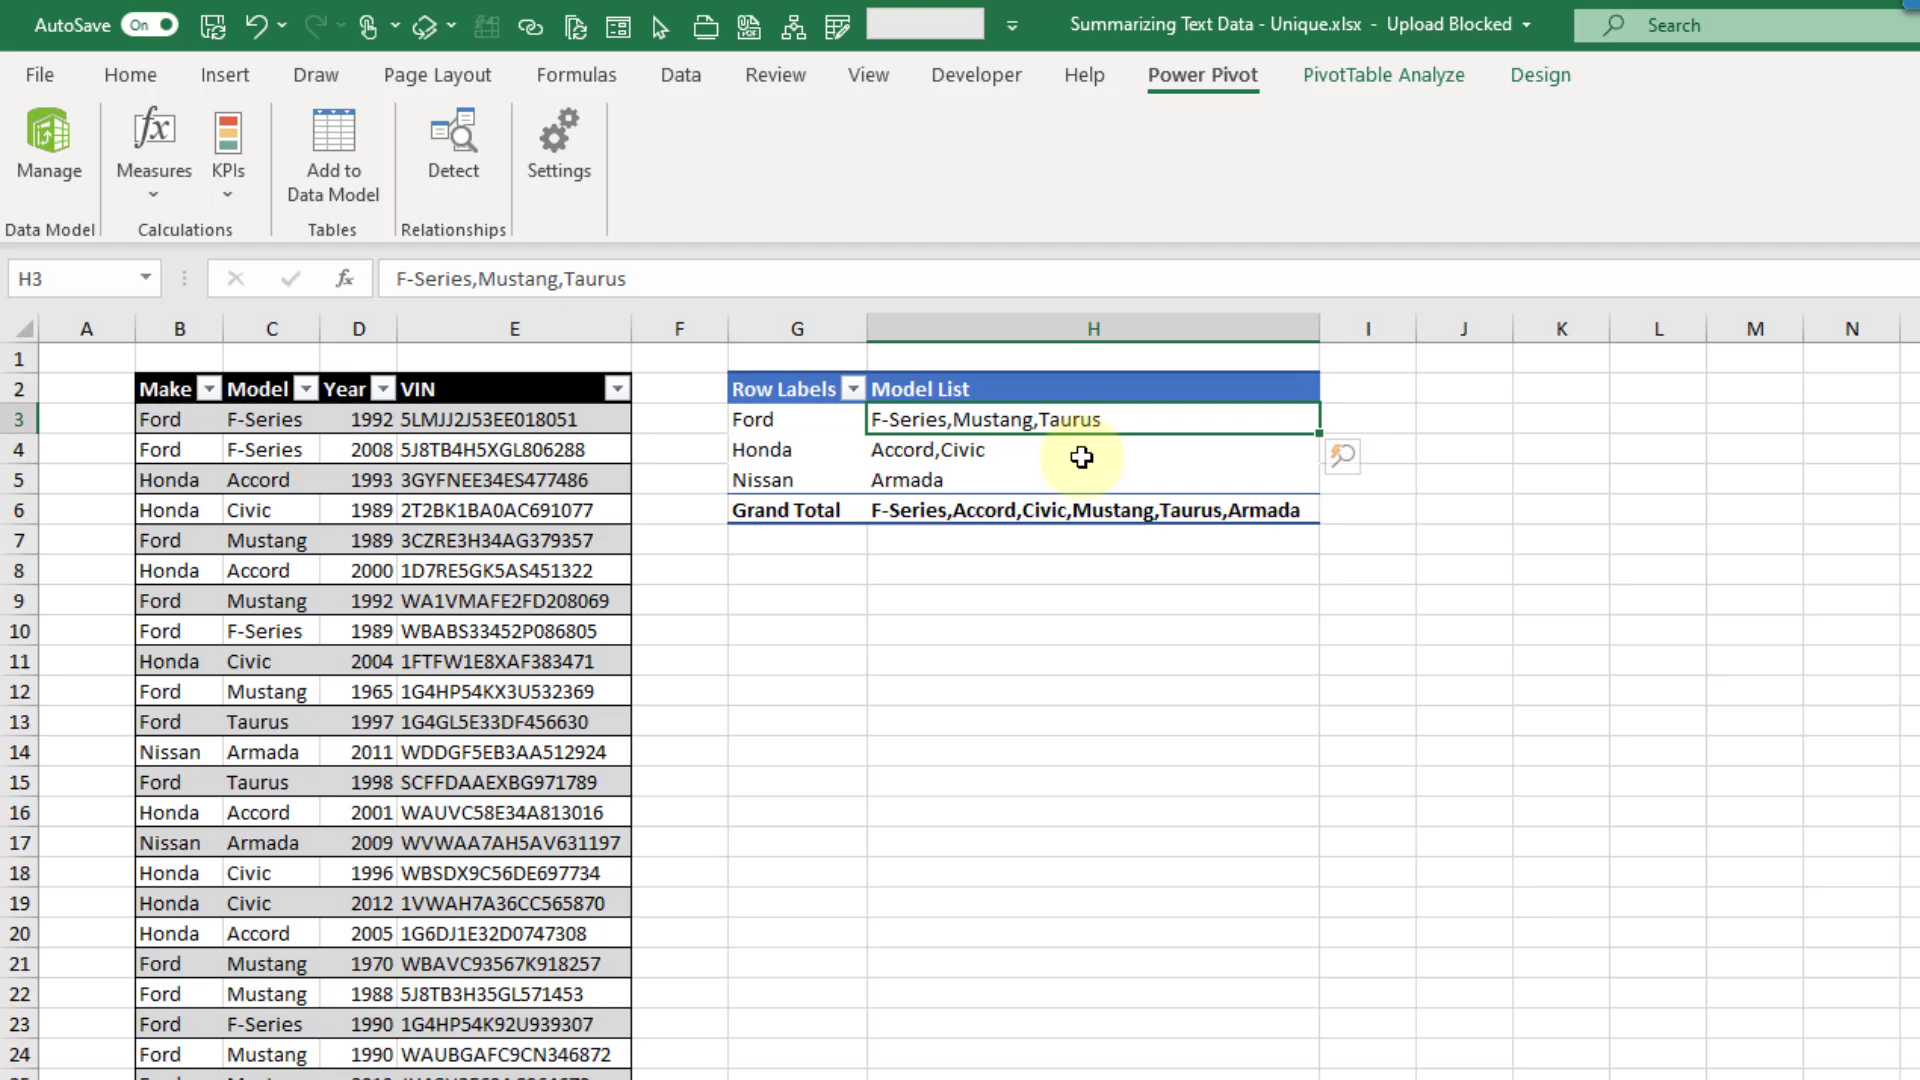 AutoSave On Summarizing Text Data - Unique.xlsx - Upload Blocked Search
File Home Insert Draw Page Layout Formulas Data Review View Developer Help Power Pivot PivotTable Analyze Design
Manage
Measures
KPIs
Add to
Data Model
Detect
Settings
Data Model Calculations Tables Relationships
H3 fx F-Series,Mustang,Taurus
A B C D E F G H I J K L M N
1
2 Make Model Year VIN Row Labels Model List
3 Ford F-Series 1992 5LMJJ2J53EE018051 Ford F-Series,Mustang,Taurus
4 Ford F-Series 2008 5J8TB4H5XGL806288 Honda Accord,Civic
5 Honda Accord 1993 3GYFNEE34ES477486 Nissan Armada
6 Honda Civic 1989 2T2BK1BA0AC691077 Grand Total F-Series,Accord,Civic,Mustang,Taurus,Armada
7 Ford Mustang 1989 3CZRE3H34AG379357
8 Honda Accord 2000 1D7RE5GK5AS451322
9 Ford Mustang 1992 WA1VMAFE2FD208069
10 Ford F-Series 1989 WBABS33452P086805
11 Honda Civic 2004 1FTFW1E8XAF383471
12 Ford Mustang 1965 1G4HP54KX3U532369
13 Ford Taurus 1997 1G4GL5E33DF456630
14 Nissan Armada 2011 WDDGF5EB3AA512924
15 Ford Taurus 1998 SCFFDAAEXBG971789
16 Honda Accord 2001 WAUVC58E34A813016
17 Nissan Armada 2009 WVWAA7AH5AV631197
18 Honda Civic 1996 WBSDX9C56DE697734
19 Honda Civic 2012 1VWAH7A36CC565870
20 Honda Accord 2005 1G6DJ1E32D0747308
21 Ford Mustang 1970 WBAVC93567K918257
22 Ford Mustang 1988 5J8TB3H35GL571453
23 Ford F-Series 1990 1G4HP54K92U939307
24 Ford Mustang 1990 WAUBGAFC9CN346872